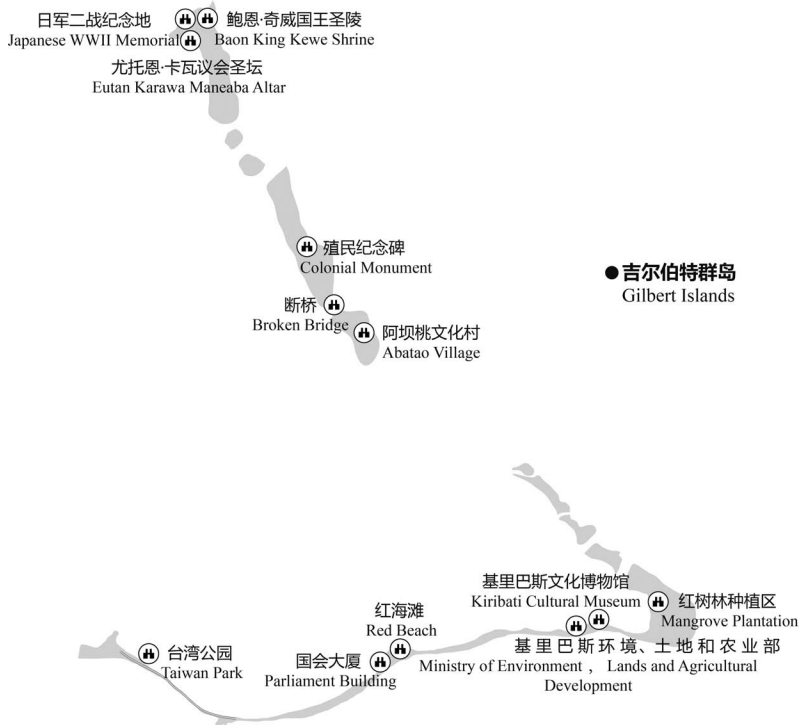 日军二战纪念地
Japanese WWII Memorial
鲍恩·奇威国王圣陵
Baon King Kewe Shrine
尤托恩·卡瓦议会圣坛
Eutan Karawa Maneaba Altar
殖民纪念碑
Colonial Monument
吉尔伯特群岛
Gilbert Islands
断桥
Broken Bridge
阿坝桃文化村
Abatao Village
基里巴斯文化博物馆
Kiribati Cultural Museum
红树林种植区
Mangrove Plantation
红海滩
Red Beach
基里巴斯环境、土地和农业部
Ministry of Environment , Lands and Agricultural
Development
台湾公园
Taiwan Park
国会大厦
Parliament Building